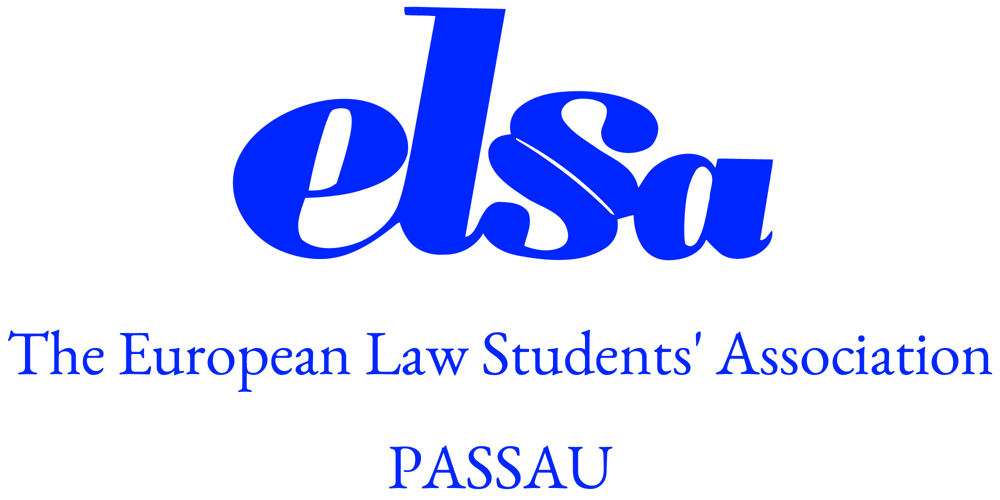 elsa
The European Law Students' Association
PASSAU